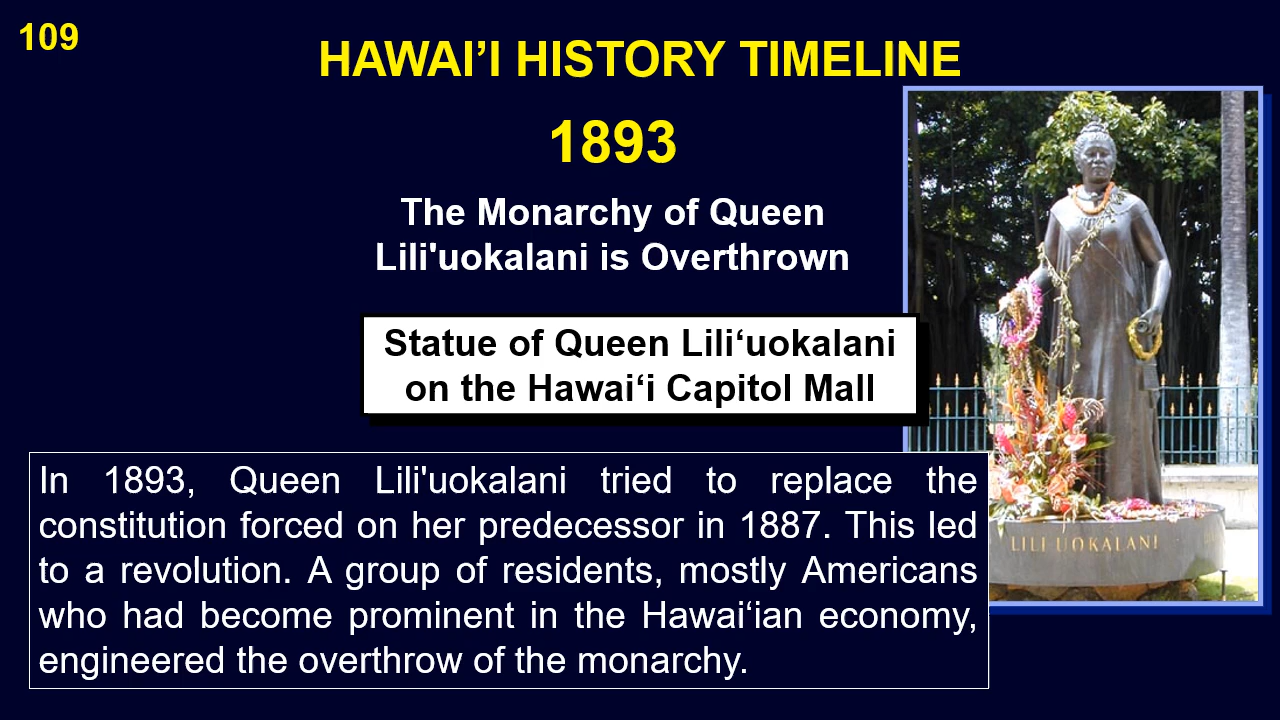 109
HAWAI’I HISTORY TIMELINE
1893
The Monarchy of Queen
Lili'uokalani is Overthrown
Statue of Queen Lili‘uokalani
on the Hawai‘i Capitol Mall
In 1893, Queen Lili'uokalani tried to replace the
constitution forced on her predecessor in 1887. This led
to a revolution. A group of residents, mostly Americans
who had become prominent in the Hawai‘ian economy,
engineered the overthrow of the monarchy.
LILI UOKALANI